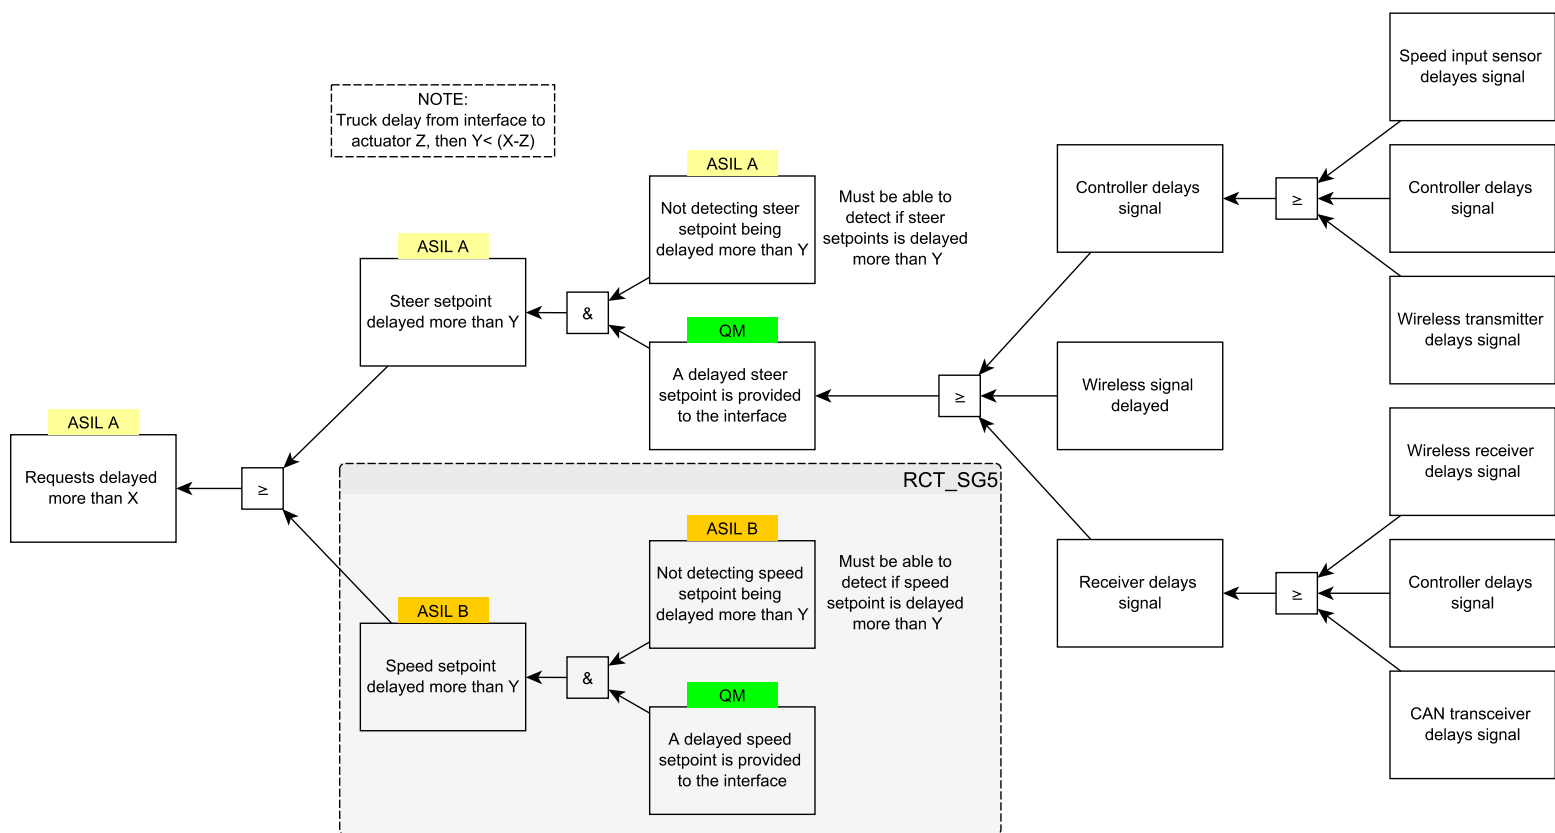 NOTE:
Truck delay from interface to
actuator Z, then Y< (X-Z)
ASIL A
Requests delayed
more than X
≥
ASIL A
Steer setpoint
delayed more than Y
&
ASIL A
Not detecting steer
setpoint being
delayed more than Y
Must be able to
detect if steer
setpoints is delayed
more than Y
QM
A delayed steer
setpoint is provided
to the interface
RCT_SG5
ASIL B
Speed setpoint
delayed more than Y
&
ASIL B
Not detecting speed
setpoint being
delayed more than Y
Must be able to
detect if speed
setpoint is delayed
more than Y
QM
A delayed speed
setpoint is provided
to the interface
≥
Controller delays
signal
Wireless signal
delayed
Receiver delays
signal
≥
Speed input sensor
delayes signal
Controller delays
signal
Wireless transmitter
delays signal
≥
Wireless receiver
delays signal
Controller delays
signal
CAN transceiver
delays signal